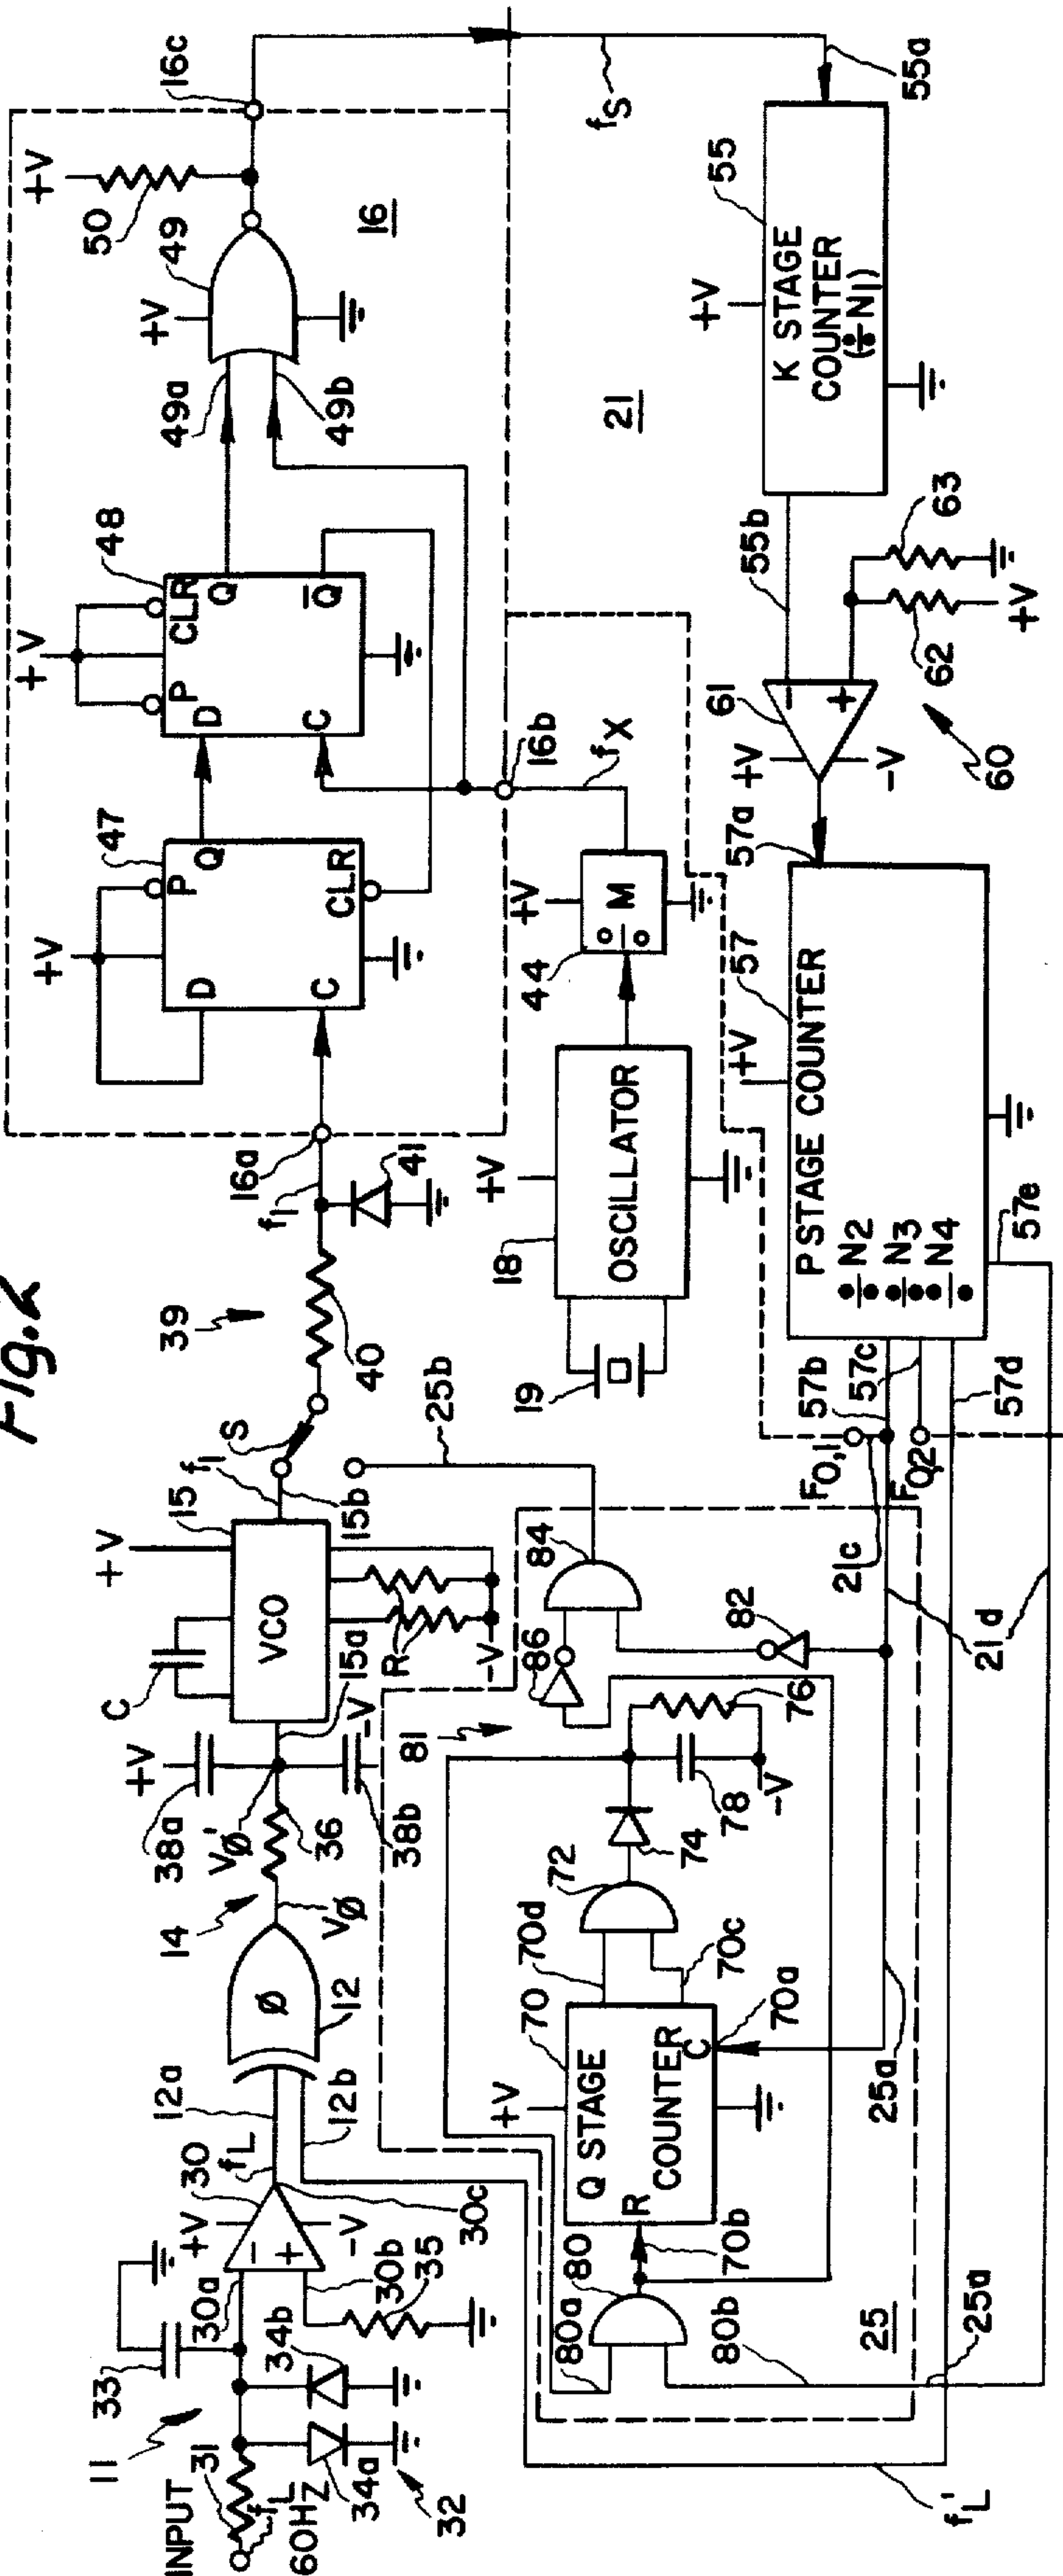 Fig.2
INPUT
fL
60HZ
31
11
33
30a
34b
34a
32
30b
35
+V
30
-V
30c
fL
12a
12b
12
Ø
14
VØ
36
VØ'
38a
+V
38b
-V
15a
C
VCO
15
+V
R
-V
f1
15b
S
25b
39
40
f1
41
16a
+V
47
D
P
Q
C
CLR
+V
48
P
CLR
D
Q
C
Q
49a
49b
+V
49
50
+V
16
16c
fS
55a
16b
fX
19
18
+V
OSCILLATOR
44
+V
÷ M
21
+V
55
K STAGE
COUNTER
(÷N1)
55b
61
+V
-V
60
62
63
+V
57a
57
+V
P STAGE COUNTER
÷N2
÷N3
÷N4
57e
57b
57c
57d
FO,1
FO,2
21c
21d
81
86
84
82
76
78
-V
74
72
70d
70c
70
+V
Q STAGE
COUNTER
R
C
70a
70b
80
80a
80b
25
25a
25a
fL'